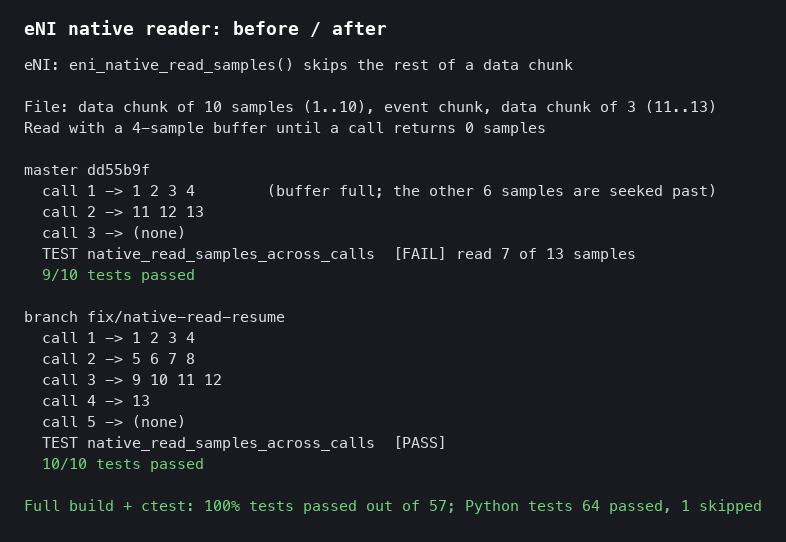 eNI native reader: before / after
eNI: eni_native_read_samples() skips the rest of a data chunk
File: data chunk of 10 samples (1..10), event chunk, data chunk of 3 (11..13)
Read with a 4-sample buffer until a call returns 0 samples
master dd55b9f
call 1 -> 1 2 3 4 (buffer full; the other 6 samples are seeked past)
call 2 -> 11 12 13
call 3 -> (none)
TEST native_read_samples_across_calls [FAIL] read 7 of 13 samples
9/10 tests passed
branch fix/native-read-resume
call 1 -> 1 2 3 4
call 2 -> 5 6 7 8
call 3 -> 9 10 11 12
call 4 -> 13
call 5 -> (none)
TEST native_read_samples_across_calls [PASS]
10/10 tests passed
Full build + ctest: 100% tests passed out of 57; Python tests 64 passed, 1 skipped